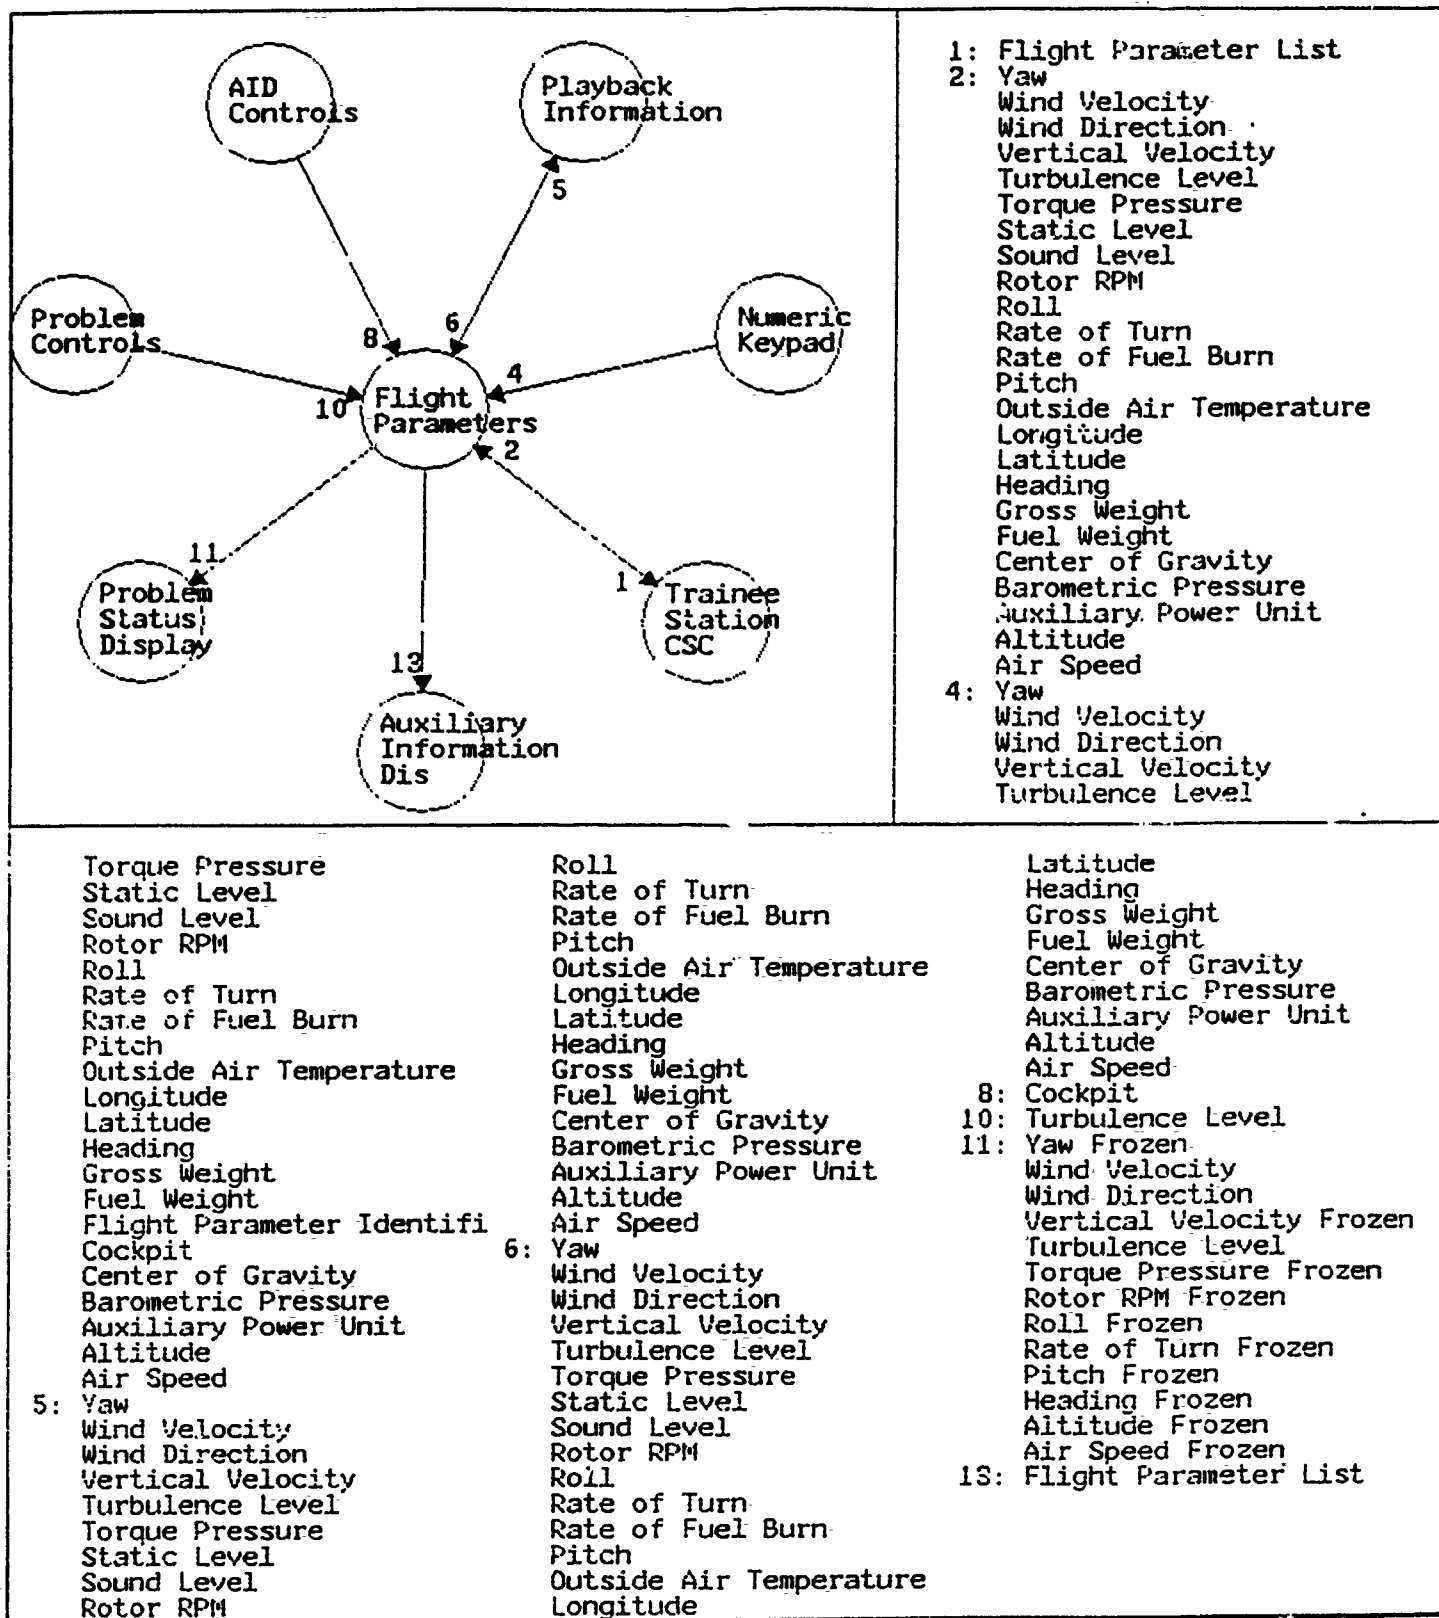 AID
Controls
Playback
Information
5
Problem
Controls
8
6
Numeric
Keypad
4
10
Flight
Parameters
2
11
Problem
Status
Display
1
Trainee
Station
CSC
13
Auxiliary
Information
Dis
1: Flight Parameter List
2: Yaw
Wind Velocity
Wind Direction
Vertical Velocity
Turbulence Level
Torque Pressure
Static Level
Sound Level
Rotor RPM
Roll
Rate of Turn
Rate of Fuel Burn
Pitch
Outside Air Temperature
Longitude
Latitude
Heading
Gross Weight
Fuel Weight
Center of Gravity
Barometric Pressure
Auxiliary Power Unit
Altitude
Air Speed
4: Yaw
Wind Velocity
Wind Direction
Vertical Velocity
Turbulence Level
Torque Pressure
Static Level
Sound Level
Rotor RPM
Roll
Rate of Turn
Rate of Fuel Burn
Pitch
Outside Air Temperature
Longitude
Latitude
Heading
Gross Weight
Fuel Weight
Flight Parameter Identifi
Cockpit
Center of Gravity
Barometric Pressure
Auxiliary Power Unit
Altitude
Air Speed
5: Yaw
Wind Velocity
Wind Direction
Vertical Velocity
Turbulence Level
Torque Pressure
Static Level
Sound Level
Rotor RPM
Roll
Rate of Turn
Rate of Fuel Burn
Pitch
Outside Air Temperature
Longitude
Latitude
Heading
Gross Weight
Fuel Weight
Center of Gravity
Barometric Pressure
Auxiliary Power Unit
Altitude
Air Speed
6: Yaw
Wind Velocity
Wind Direction
Vertical Velocity
Turbulence Level
Torque Pressure
Static Level
Sound Level
Rotor RPM
Roll
Rate of Turn
Rate of Fuel Burn
Pitch
Outside Air Temperature
Longitude
Latitude
Heading
Gross Weight
Fuel Weight
Center of Gravity
Barometric Pressure
Auxiliary Power Unit
Altitude
Air Speed
8: Cockpit
10: Turbulence Level
11: Yaw Frozen
Wind Velocity
Wind Direction
Vertical Velocity Frozen
Turbulence Level
Torque Pressure Frozen
Rotor RPM Frozen
Roll Frozen
Rate of Turn Frozen
Pitch Frozen
Heading Frozen
Altitude Frozen
Air Speed Frozen
13: Flight Parameter List